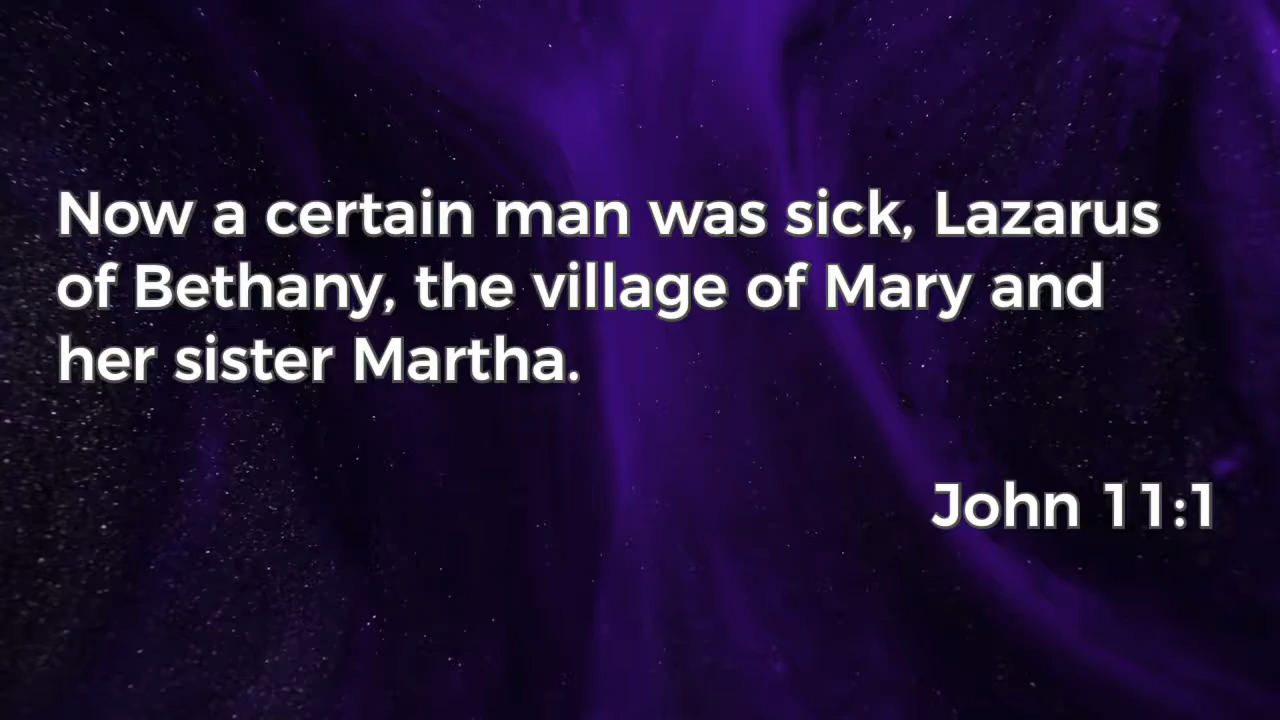 Now a certain man was sick, Lazarus
of Bethany, the village of Mary and
her sister Martha.
John 11:1